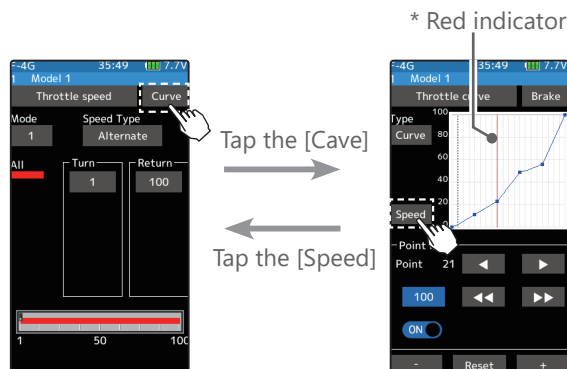 * Red indicator
F-4G 35:49 7.7V
1 Model 1
Throttle speed Curve
Mode Speed Type
1 Alternate
All Turn Return
1 100
1 50 100
Tap the [Cave]
Tap the [Speed]
F-4G 35:49 7.7V
1 Model 1
Throttle curve Brake
Type 100
Curve 80
60
40
20
Speed 0
Point
Point 21
100
ON
- Reset +